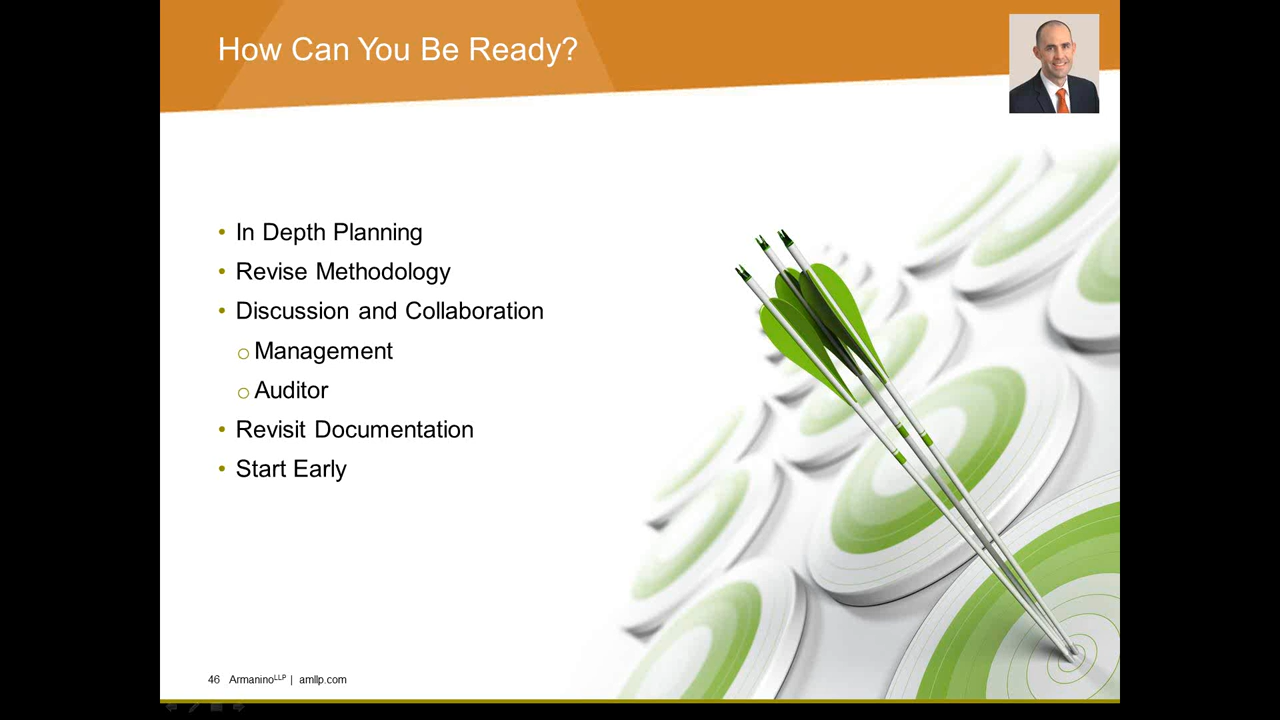 How Can You Be Ready?
• In Depth Planning
• Revise Methodology
• Discussion and Collaboration
o Management
o Auditor
• Revisit Documentation
• Start Early
46 ArmaninoLLP | amllp.com